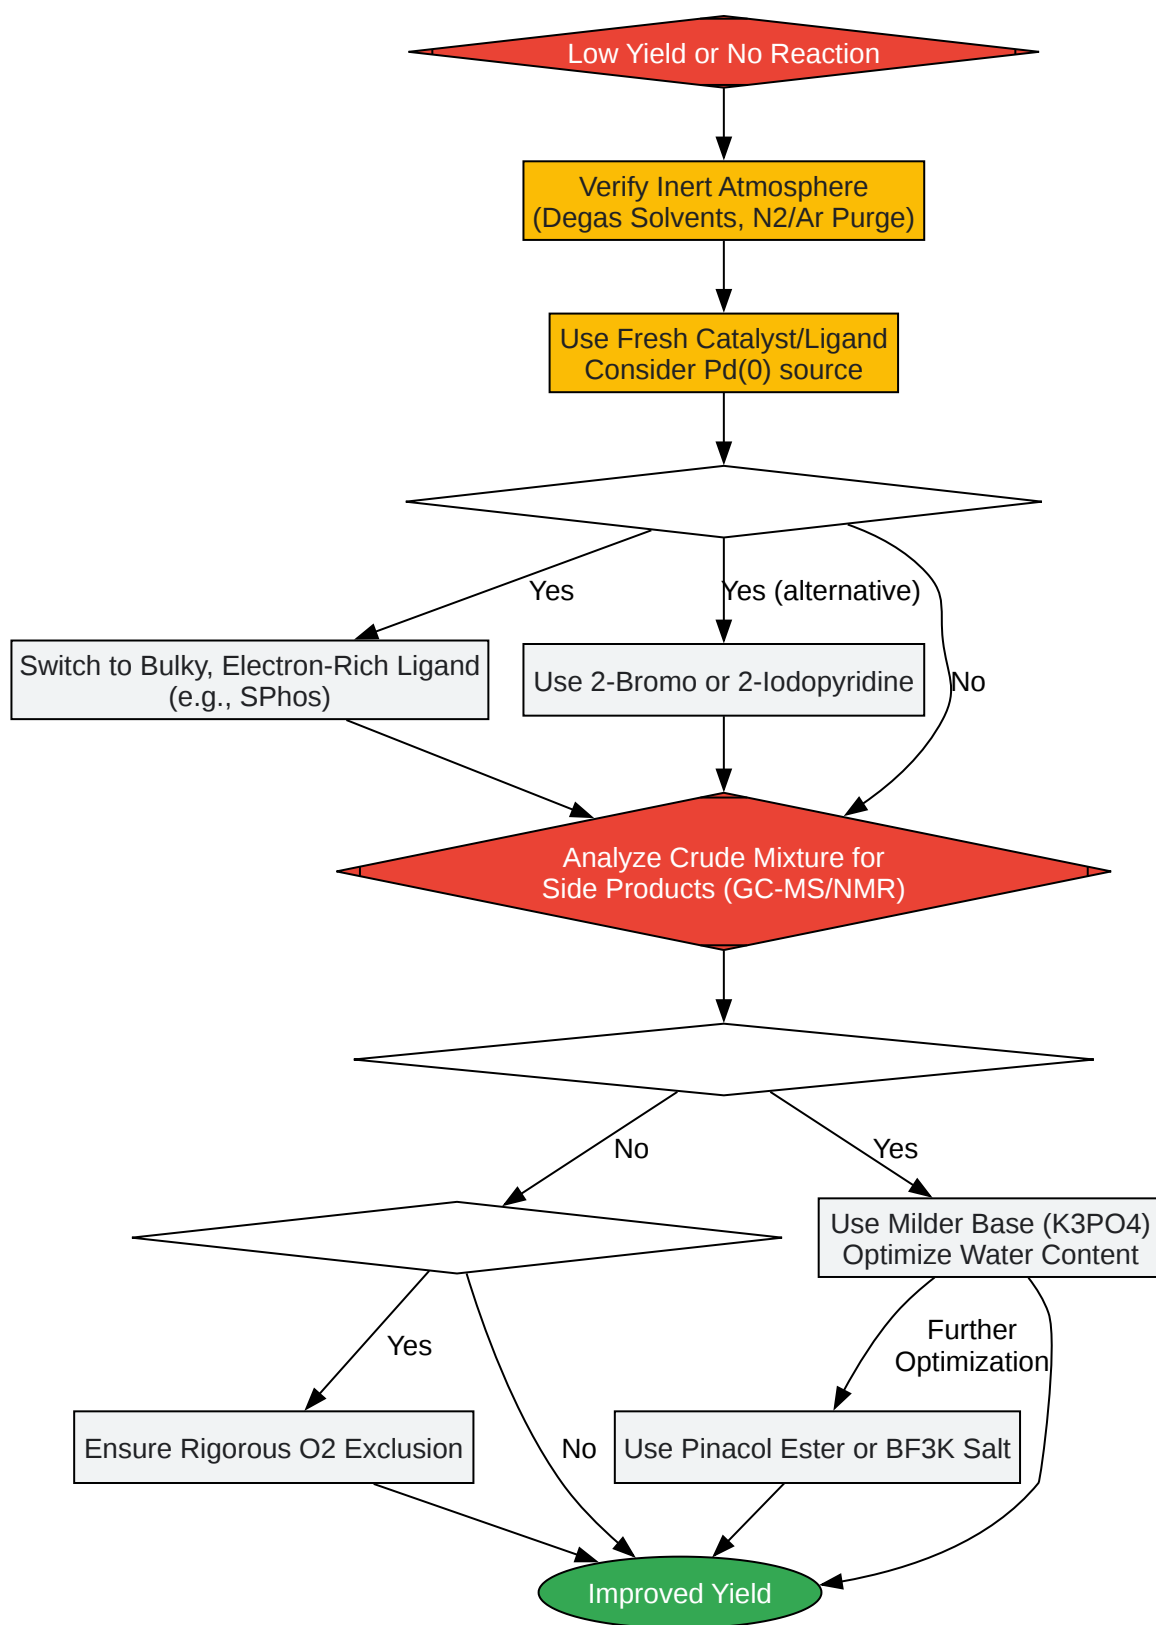 Low Yield or No Reaction
Verify Inert Atmosphere
(Degas Solvents, N2/Ar Purge)
Use Fresh Catalyst/Ligand
Consider Pd(0) source
Yes
Yes (alternative)
No
Switch to Bulky, Electron-Rich Ligand
(e.g., SPhos)
Use 2-Bromo or 2-Iodopyridine
Analyze Crude Mixture for
Side Products (GC-MS/NMR)
No
Yes
Use Milder Base (K3PO4)
Optimize Water Content
Yes
No
Further
Optimization
Ensure Rigorous O2 Exclusion
Use Pinacol Ester or BF3K Salt
Improved Yield